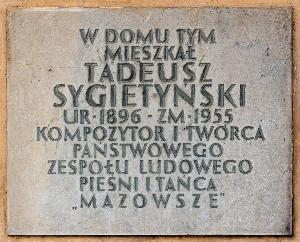 W DOMU TYM
MIESZKAŁ
TADEUSZ
SYGIETYŃSKI
UR·1896 - ZM·1955
KOMPOZYTOR I TWÓRCA
PAŃSTWOWEGO
ZESPOŁU LUDOWEGO
PIEŚNI I TAŃCA
„MAZOWSZE”